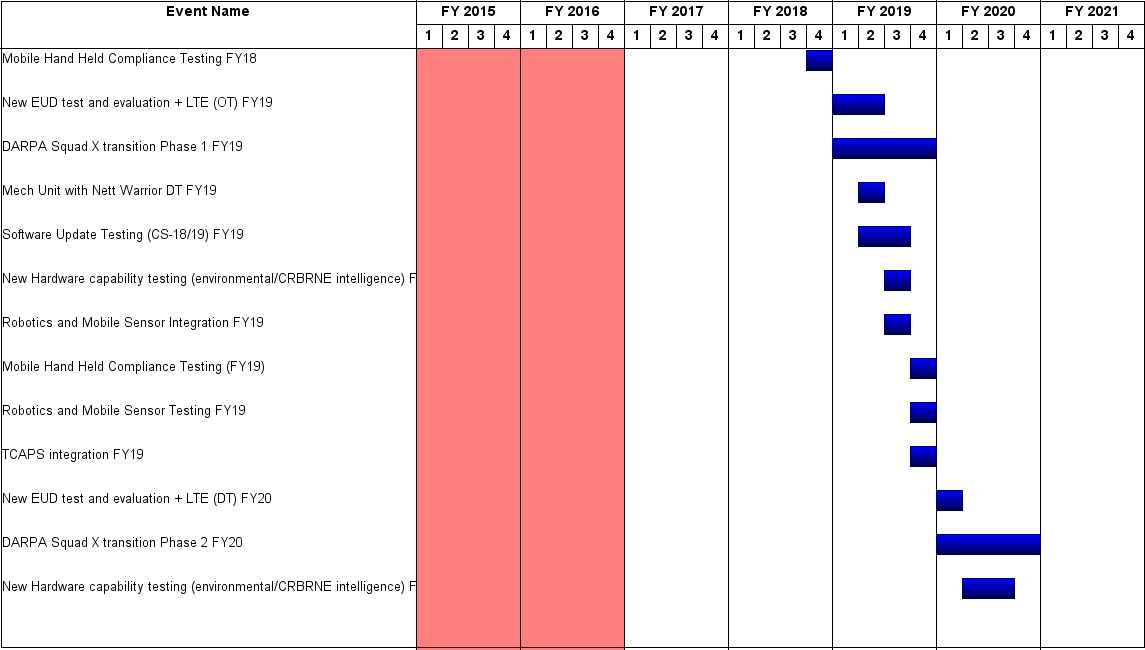 Event Name FY 2015 FY 2016 FY 2017 FY 2018 FY 2019 FY 2020 FY 2021
1 2 3 4 1 2 3 4 1 2 3 4 1 2 3 4 1 2 3 4 1 2 3 4 1 2 3 4
Mobile Hand Held Compliance Testing FY18
New EUD test and evaluation + LTE (OT) FY19
DARPA Squad X transition Phase 1 FY19
Mech Unit with Nett Warrior DT FY19
Software Update Testing (CS-18/19) FY19
New Hardware capability testing (environmental/CRBRNE intelligence) F
Robotics and Mobile Sensor Integration FY19
Mobile Hand Held Compliance Testing (FY19)
Robotics and Mobile Sensor Testing FY19
TCAPS integration FY19
New EUD test and evaluation + LTE (DT) FY20
DARPA Squad X transition Phase 2 FY20
New Hardware capability testing (environmental/CRBRNE intelligence) F